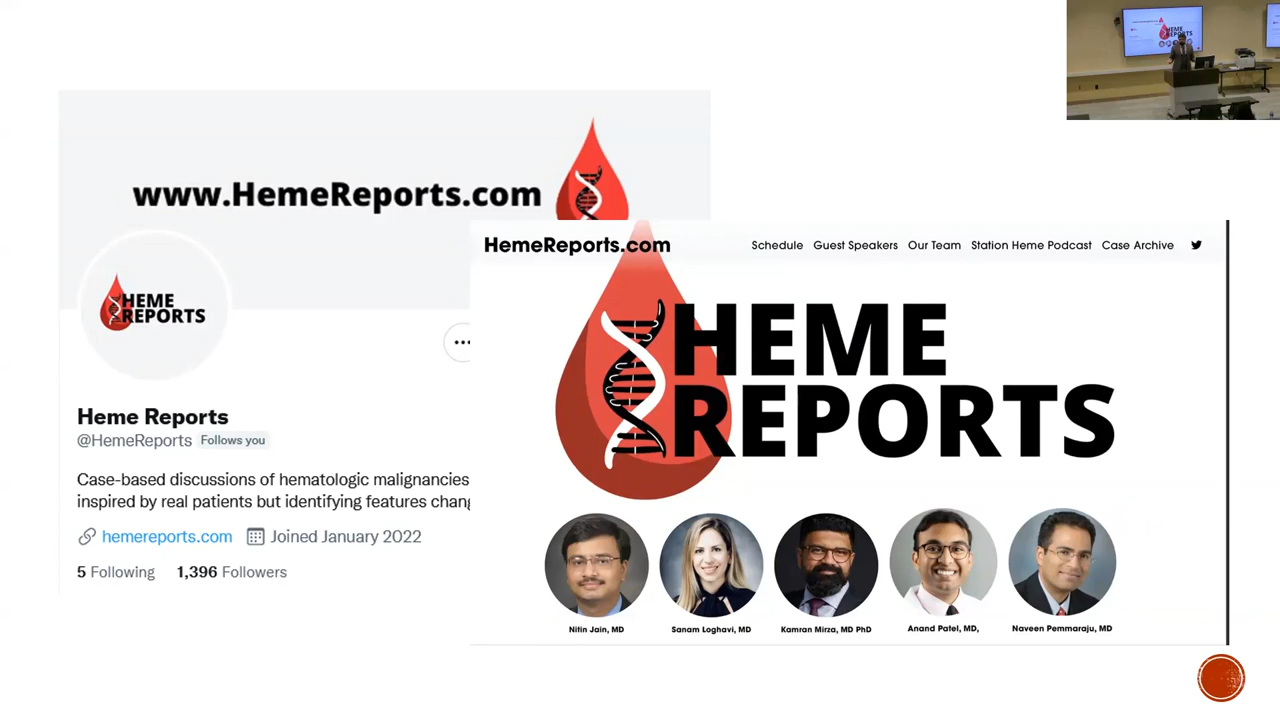 www.HemeReports.com
HEME
REPORTS
Heme Reports
@HemeReports Follows you
Case-based discussions of hematologic malignancies
inspired by real patients but identifying features chang
hemereports.com Joined January 2022
5 Following 1,396 Followers
HemeReports.com Schedule Guest Speakers Our Team Station Heme Podcast Case Archive
HEME
REPORTS
Nitin Jain, MD Sanam Loghavi, MD Kamran Mirza, MD PhD Anand Patel, MD, Naveen Pemmaraju, MD
HEME
REPORTS